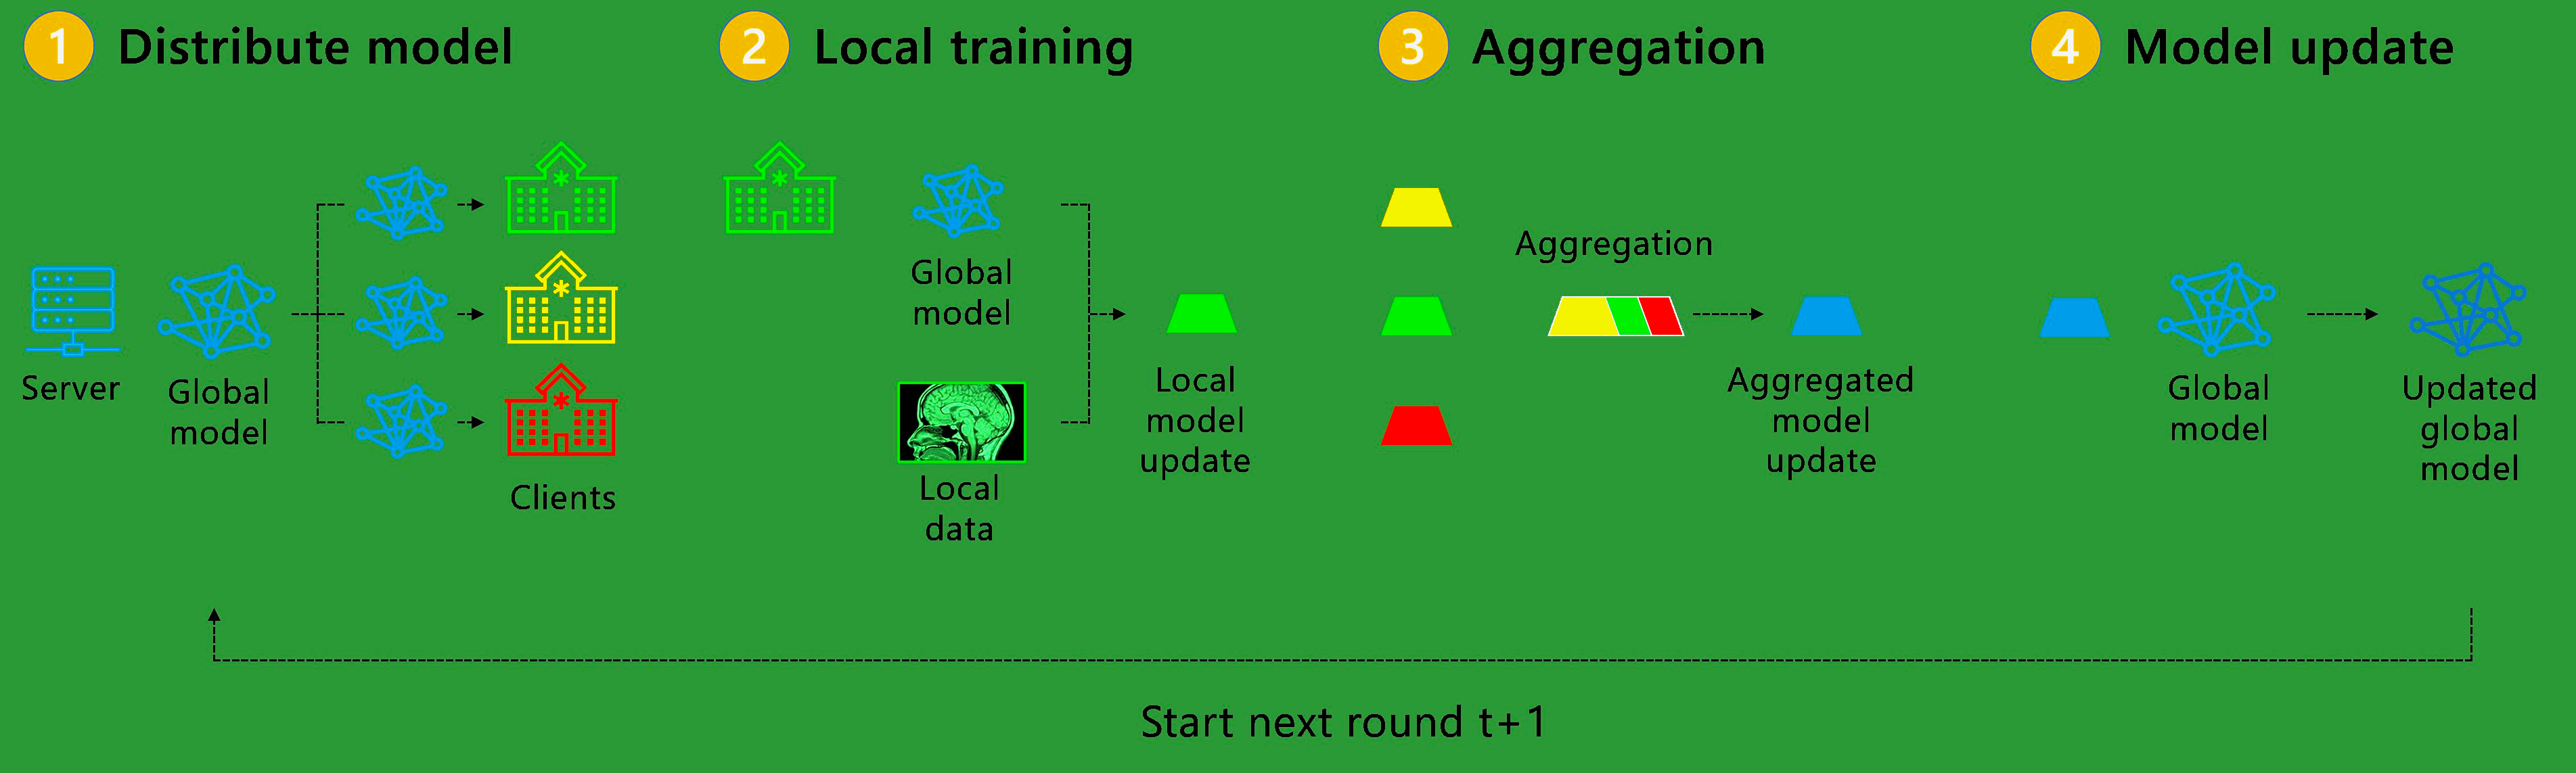 1 Distribute model
2 Local training
3 Aggregation
4 Model update
Server
Global
model
Clients
Global
model
Local
data
Local
model
update
Aggregation
Aggregated
model
update
Global
model
Updated
global
model
Start next round t+1